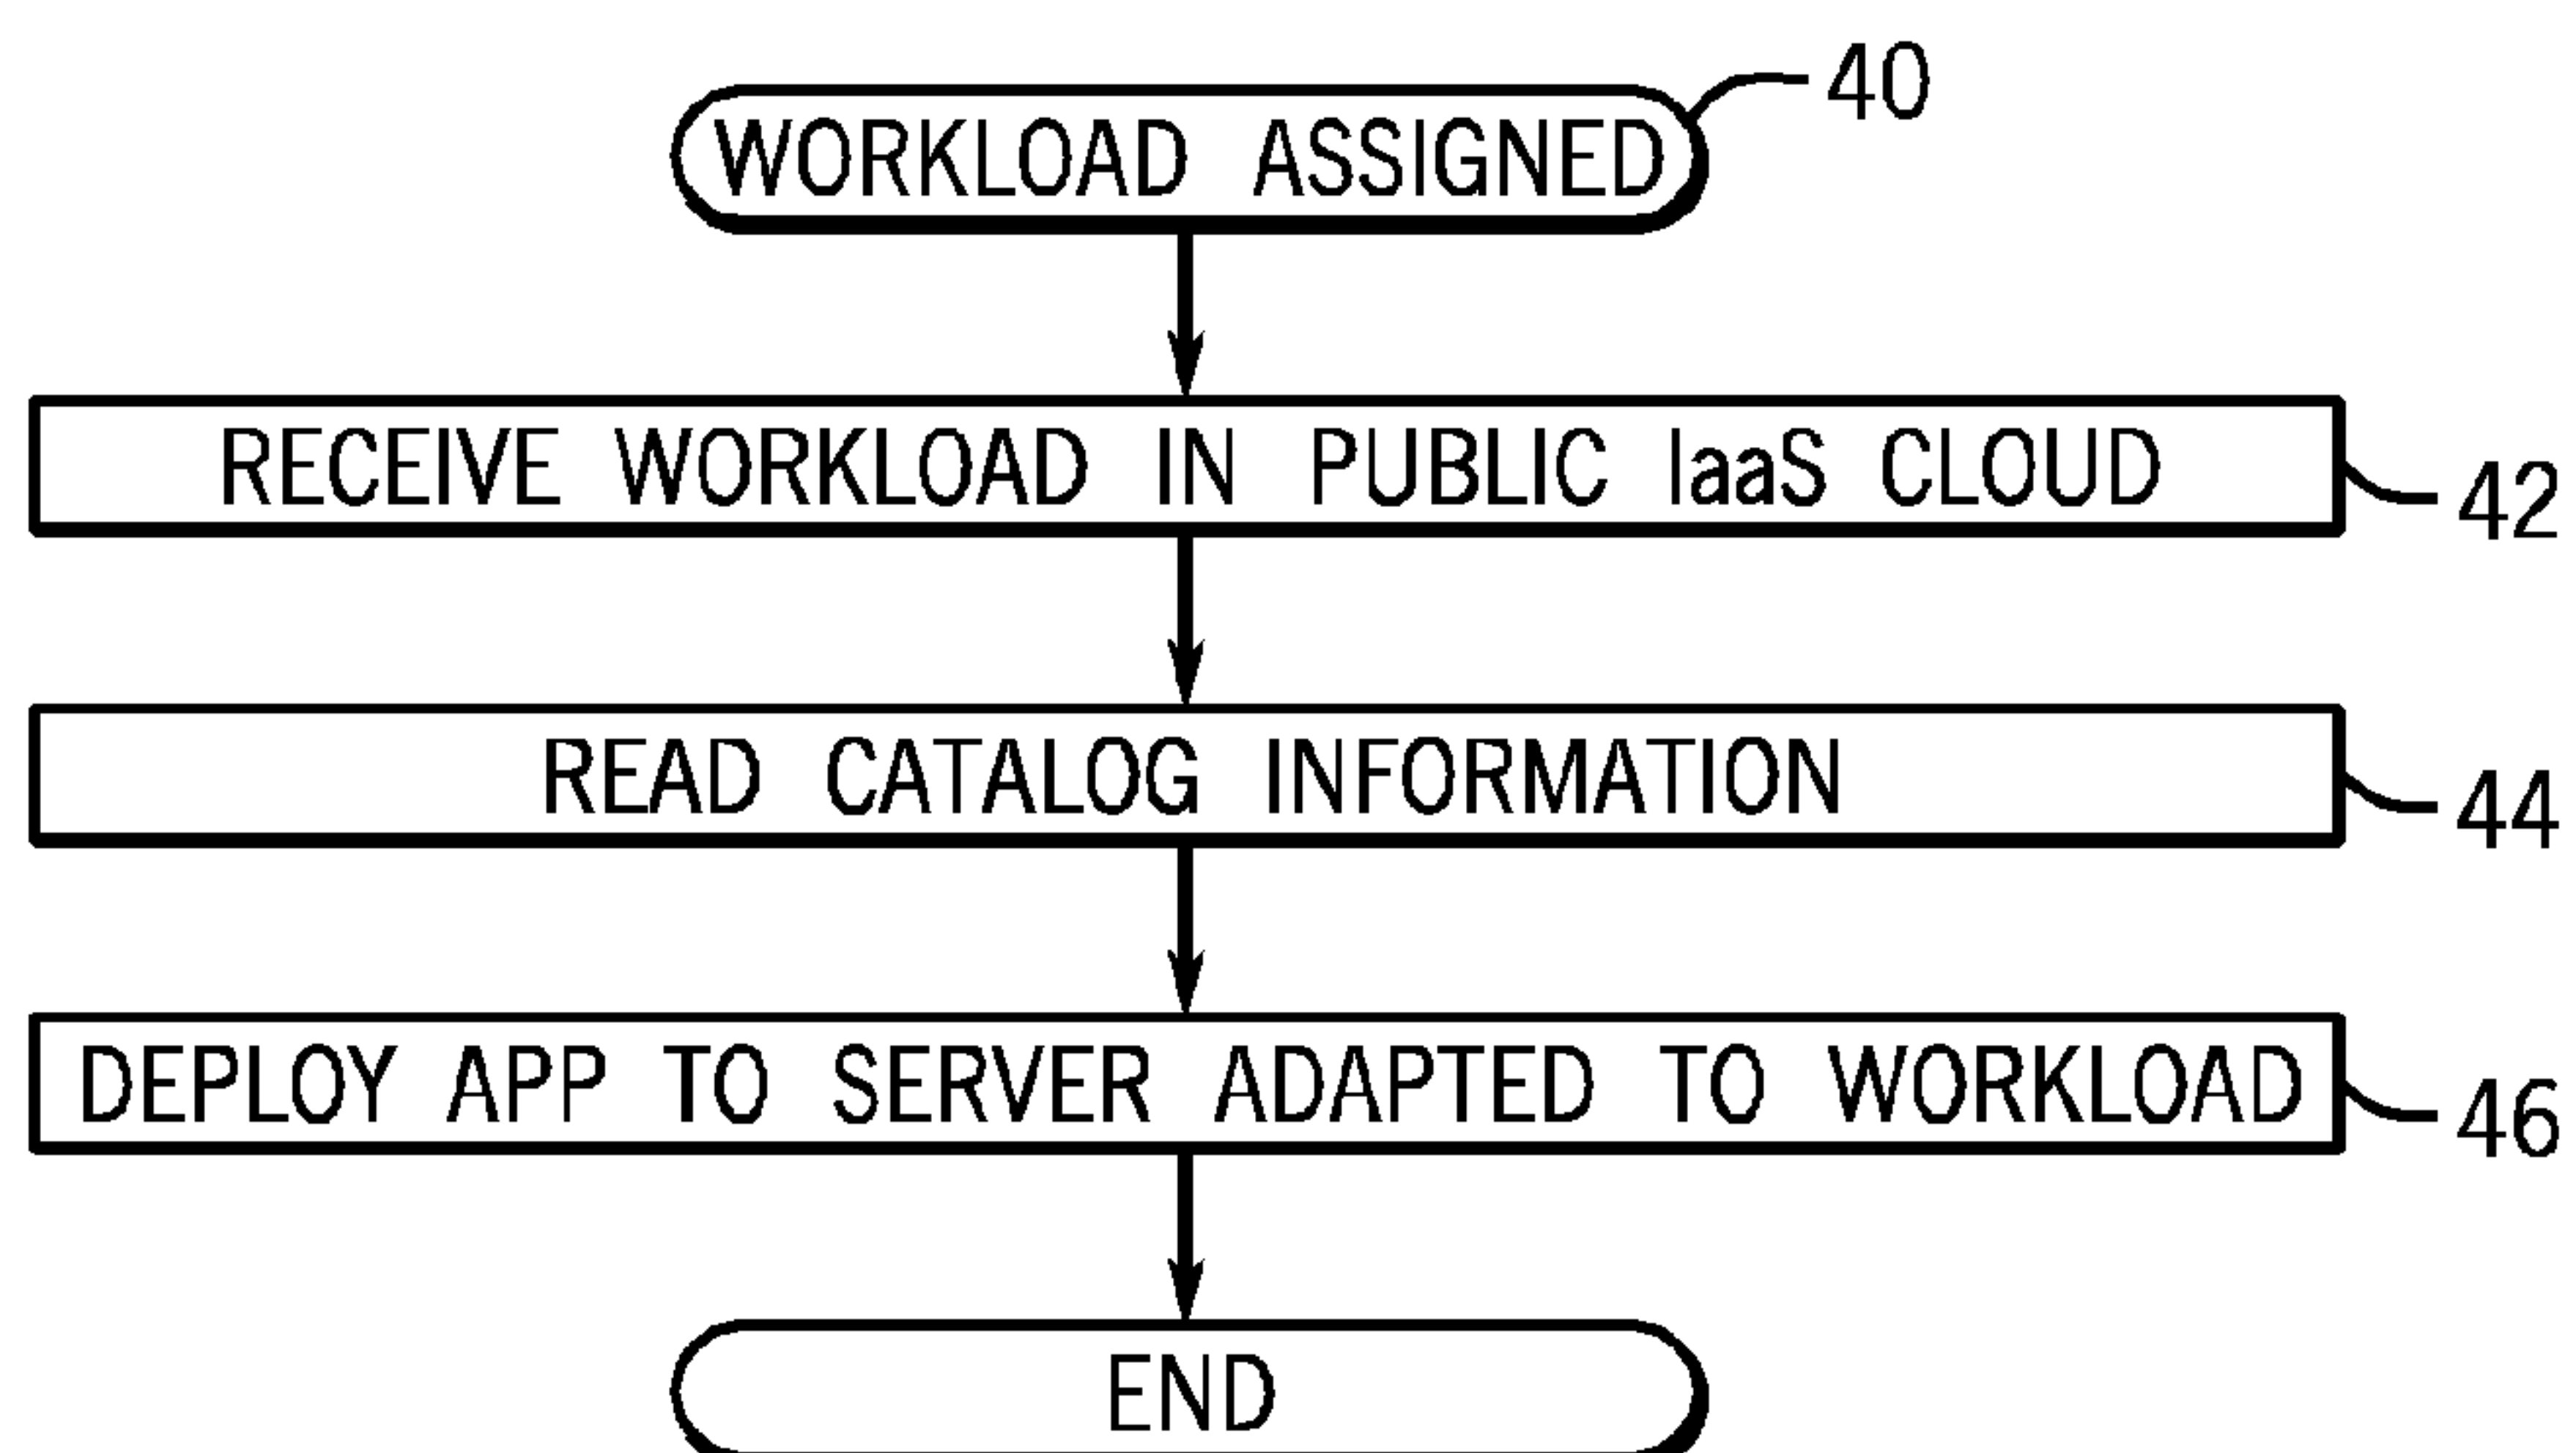 WORKLOAD ASSIGNED
40
RECEIVE WORKLOAD IN PUBLIC IaaS CLOUD
42
READ CATALOG INFORMATION
44
DEPLOY APP TO SERVER ADAPTED TO WORKLOAD
46
END